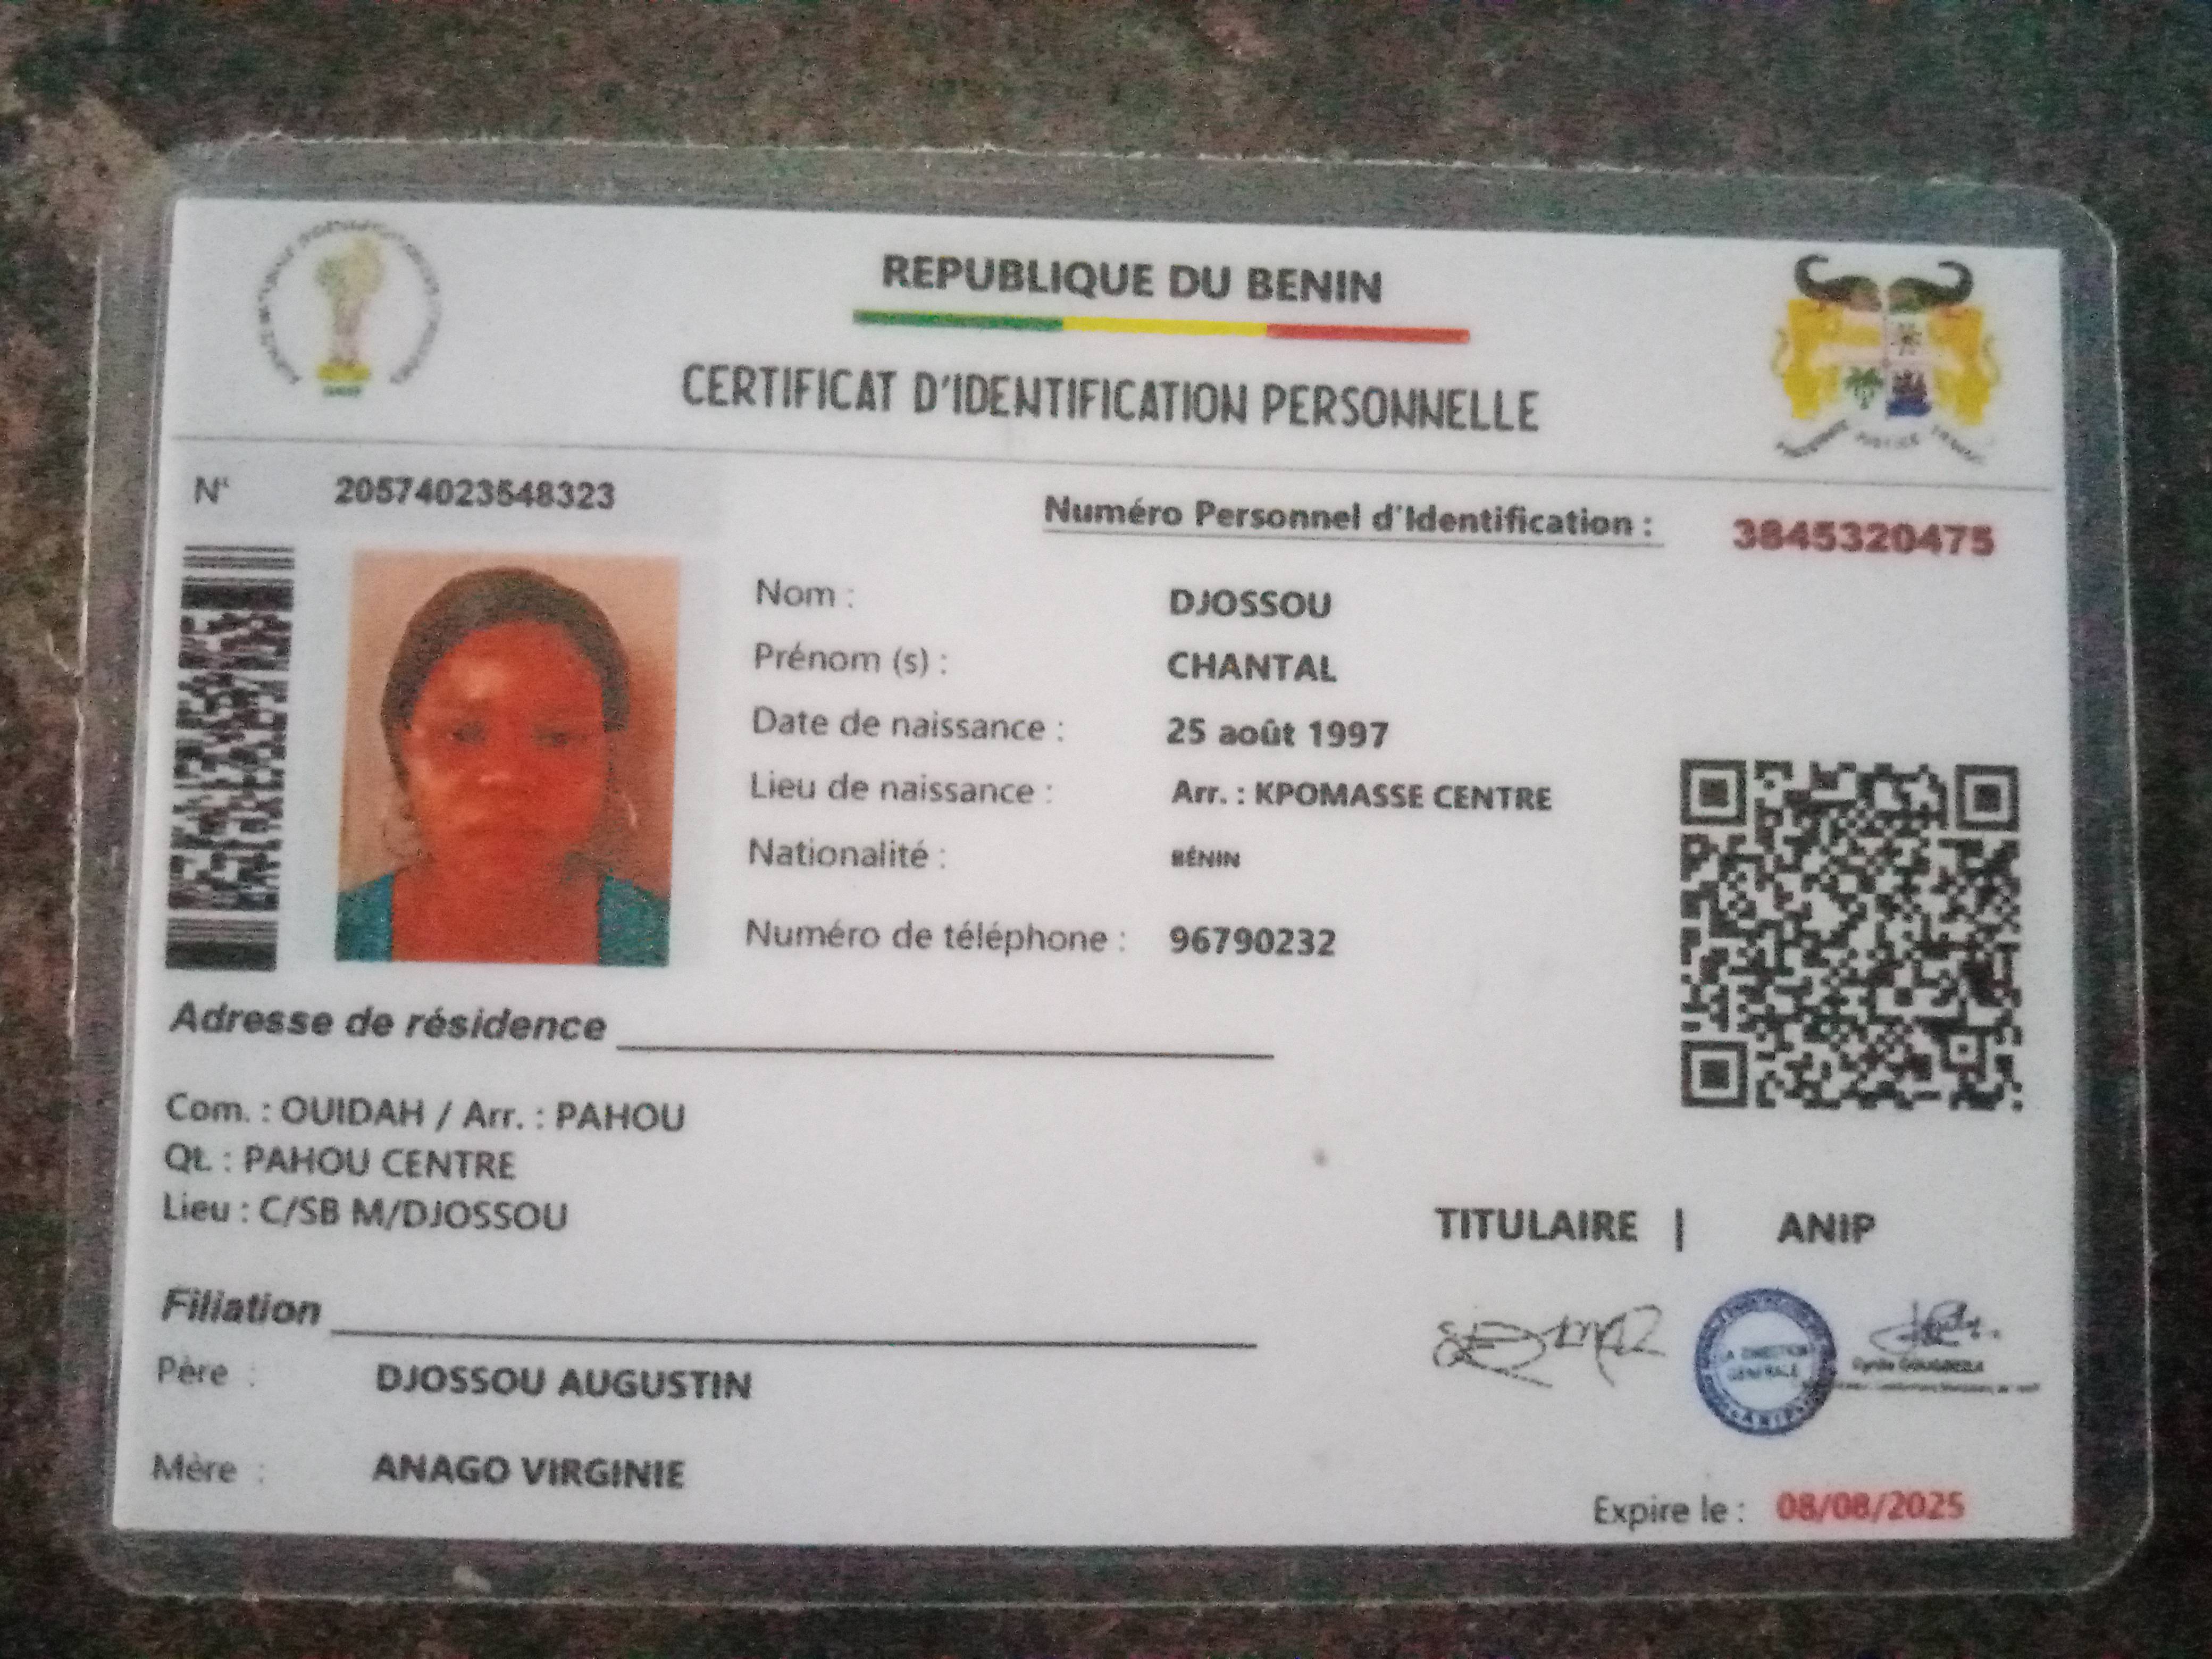 REPUBLIQUE DU BENIN
CERTIFICAT D'IDENTIFICATION PERSONNELLE
N° 20574023548323
Numéro Personnel d'Identification : 3845320475
Nom : DJOSSOU
Prénom (s) : CHANTAL
Date de naissance : 25 août 1997
Lieu de naissance : Arr. : KPOMASSE CENTRE
Nationalité : BÉNIN
Numéro de téléphone : 96790232
Adresse de résidence
Com. : OUIDAH / Arr. : PAHOU
Qt. : PAHOU CENTRE
Lieu : C/SB M/DJOSSOU
TITULAIRE | ANIP
Filiation
Père : DJOSSOU AUGUSTIN
Mère : ANAGO VIRGINIE
LA DIRECTION
GENERALE
Expire le : 08/08/2025